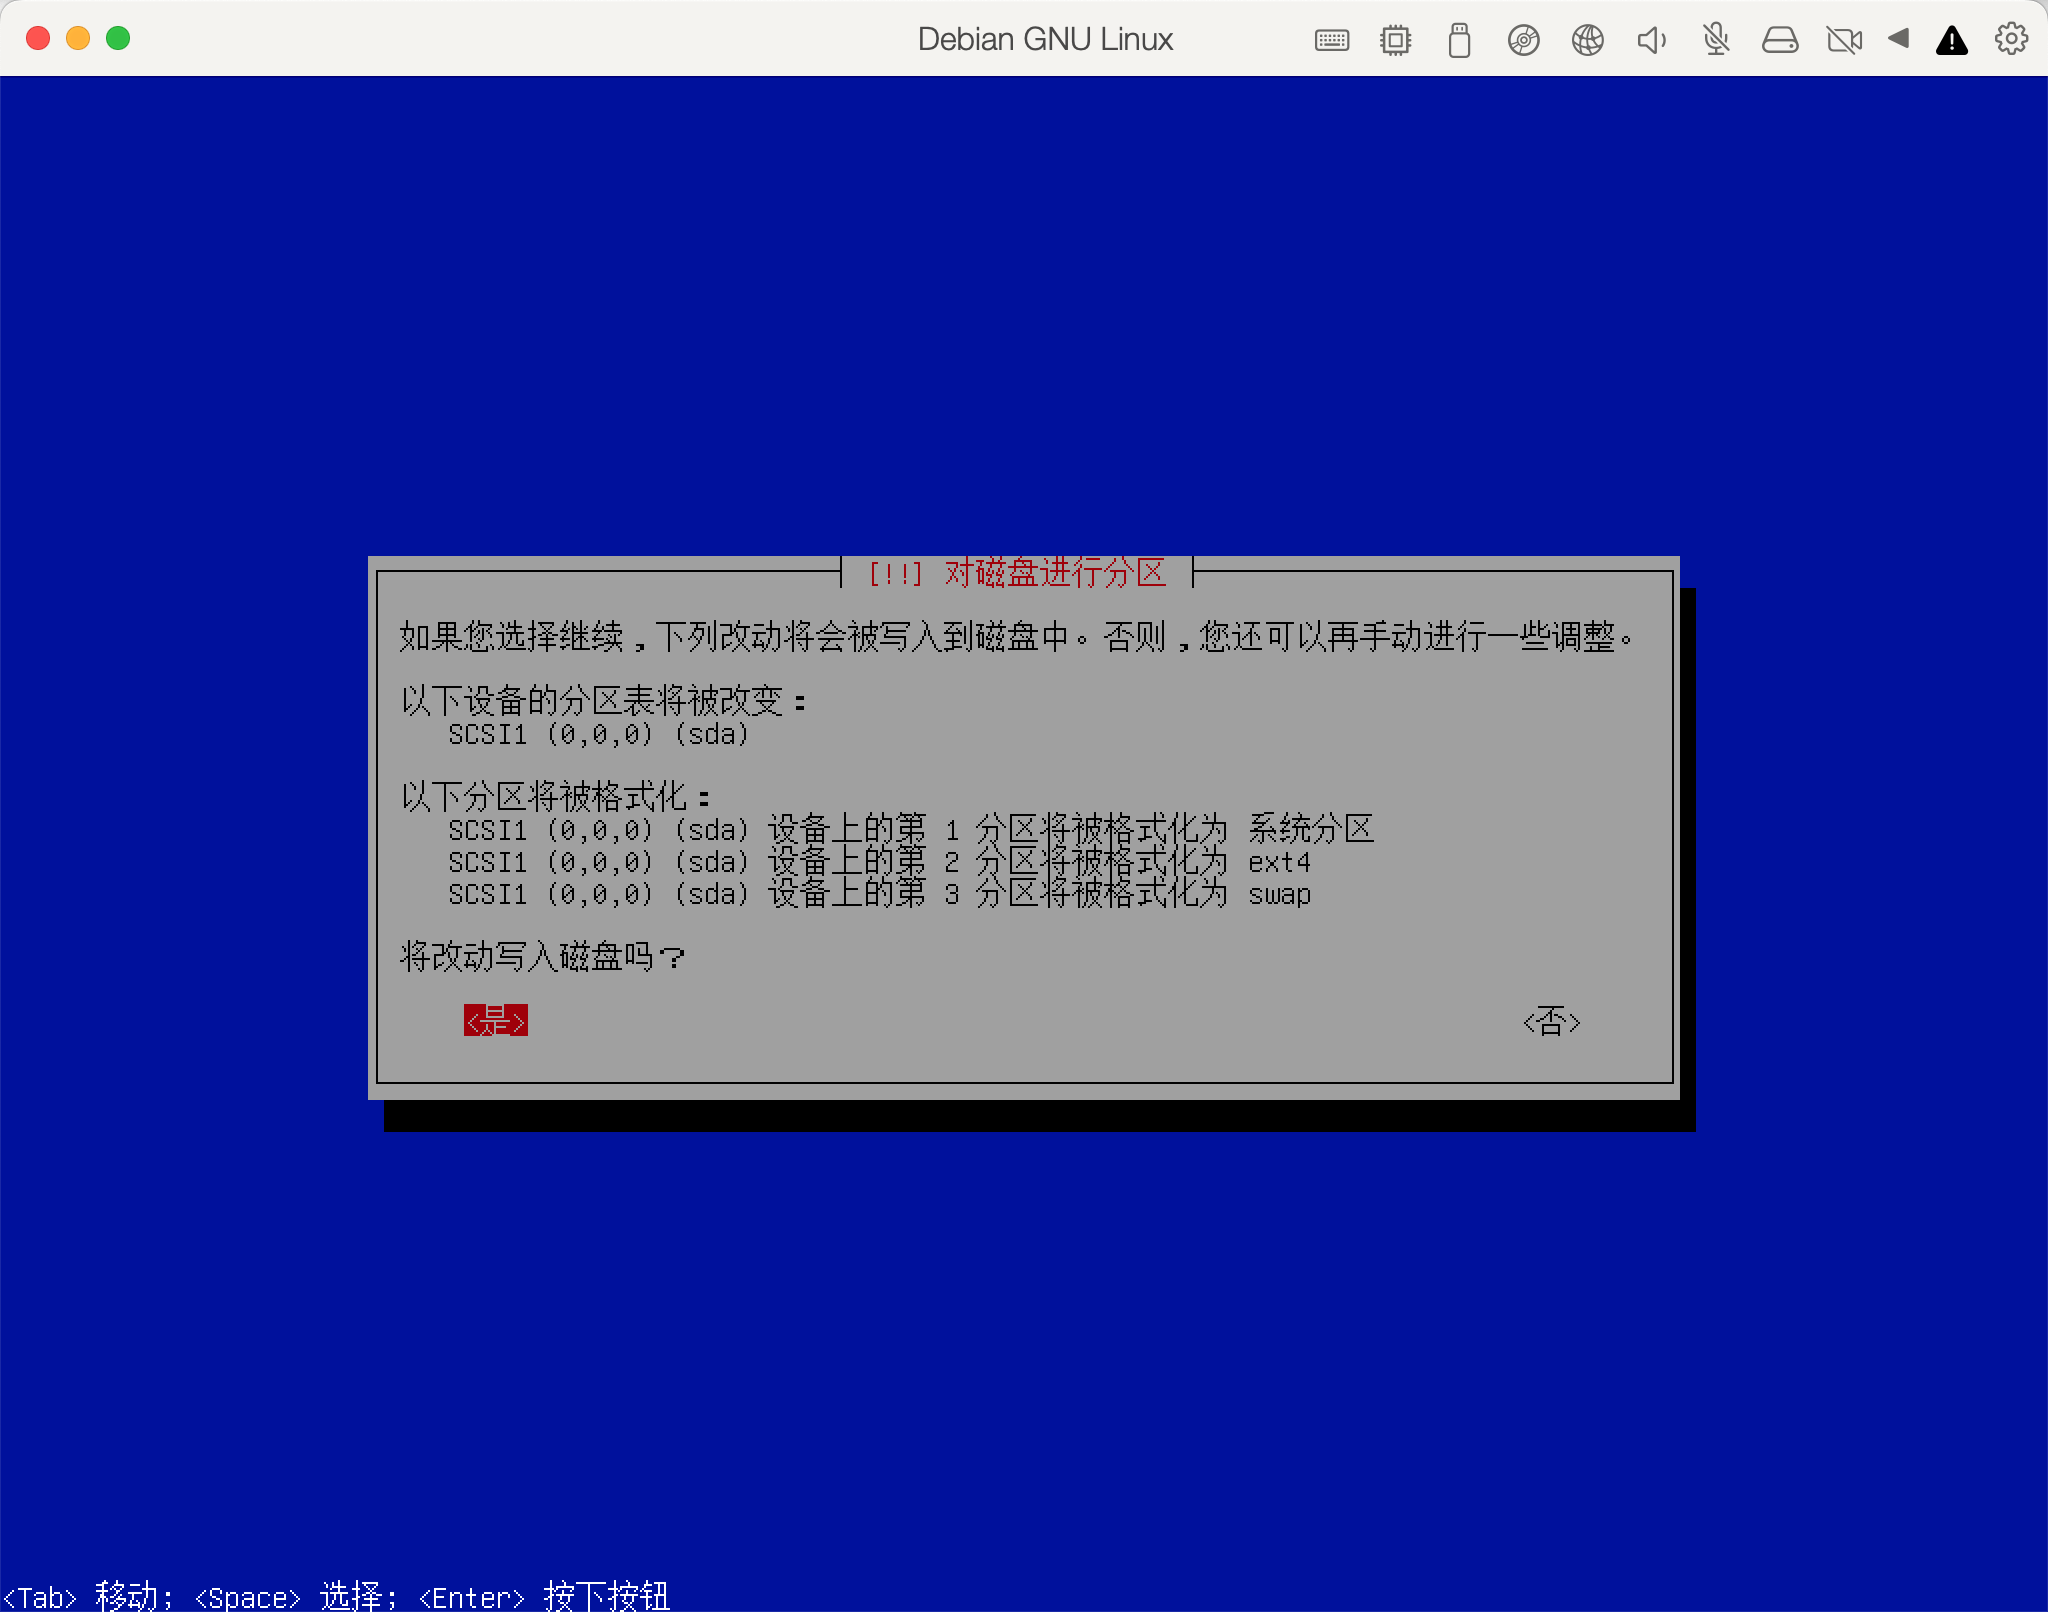 Debian GNU Linux
[!!] 对磁盘进行分区
如果您选择继续,下列改动将会被写入到磁盘中。否则,您还可以再手动进行一些调整。
以下设备的分区表将被改变:
SCSI1 (0,0,0) (sda)
以下分区将被格式化:
SCSI1 (0,0,0) (sda) 设备上的第 1 分区将被格式化为 系统分区
SCSI1 (0,0,0) (sda) 设备上的第 2 分区将被格式化为 ext4
SCSI1 (0,0,0) (sda) 设备上的第 3 分区将被格式化为 swap
将改动写入磁盘吗?
<是> <否>
<Tab> 移动; <Space> 选择; <Enter> 按下按钮